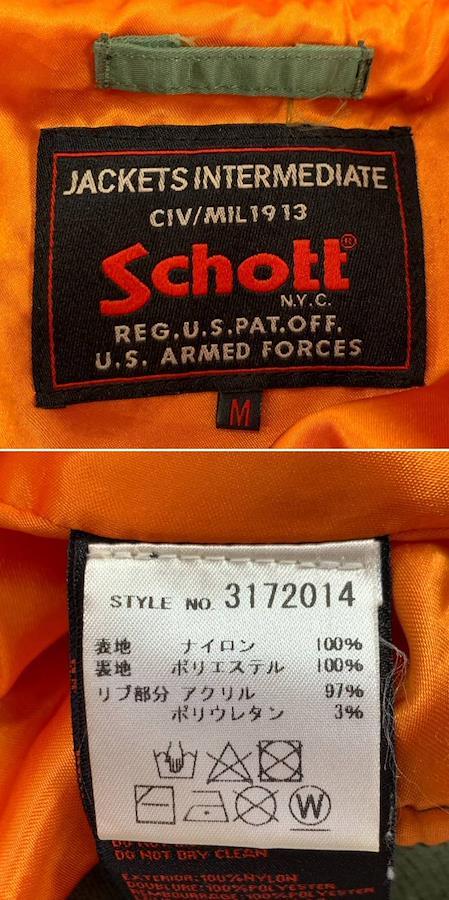 JACKETS INTERMEDIATE
CIV/MIL1913
Schott®
N.Y.C.
REG.U.S.PAT.OFF.
U.S. ARMED FORCES
M
STYLE NO. 3172014
表地 ナイロン 100%
裏地 ポリエステル 100%
リブ部分 アクリル 97%
ポリウレタン 3%
W
DO NOT DRY CLEAN
EXTERIOR:100%NYLON
DOUBLURE:100%POLYESTER